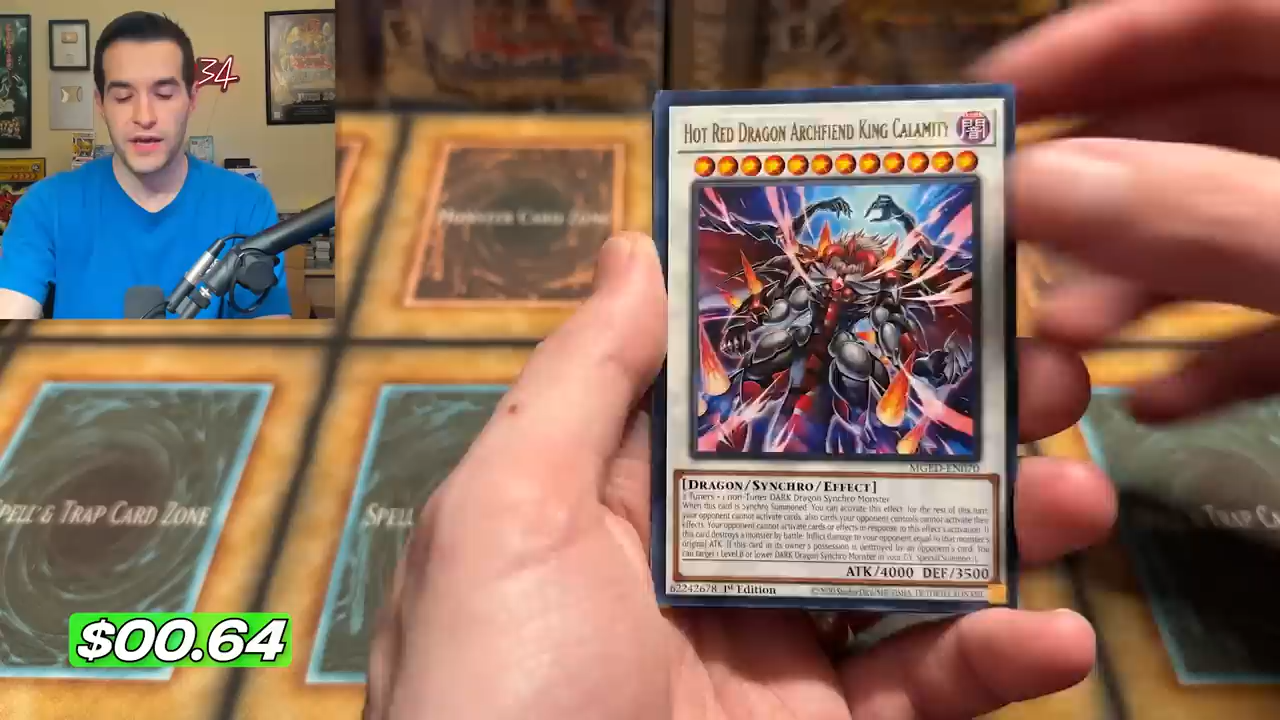 34
HOT RED DRAGON ARCHFIEND KING CALAMITY
闇
MONSTER CARD ZONE
MGED-EN070
[DRAGON/SYNCHRO/EFFECT]
2 Tuners + 1 non-Tuner DARK Dragon Synchro Monster
When this card is Synchro Summoned: You can activate this effect; for the rest of this turn,
your opponent cannot activate cards, also cards your opponent controls cannot activate their
effects. Your opponent cannot activate cards or effects in response to this effect's activation. If
this card destroys a monster by battle: Inflict damage to your opponent equal to that monster's
original ATK. If this card in its owner's possession is destroyed by an opponent's card: You
can target 1 Level 8 or lower DARK Dragon Synchro Monster in your GY; Special Summon it.
ATK/4000 DEF/3500
62242678 1st Edition
SPELL & TRAP CARD ZONE
SPELL
TRAP CAR
$00.64